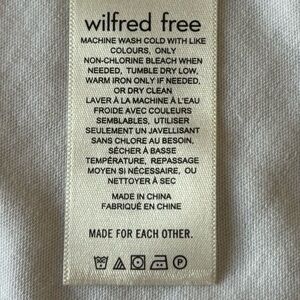 wilfred free
MACHINE WASH COLD WITH LIKE
COLOURS, ONLY
NON-CHLORINE BLEACH WHEN
NEEDED, TUMBLE DRY LOW,
WARM IRON ONLY IF NEEDED,
OR DRY CLEAN
LAVER À LA MACHINE À L'EAU
FROIDE AVEC COULEURS
SEMBLABLES, UTILISER
SEULEMENT UN JAVELLISANT
SANS CHLORE AU BESOIN,
SÉCHER À BASSE
TEMPÉRATURE, REPASSAGE
MOYEN SI NÉCESSAIRE, OU
NETTOYER À SEC
MADE IN CHINA
FABRIQUÉ EN CHINE
MADE FOR EACH OTHER.
P